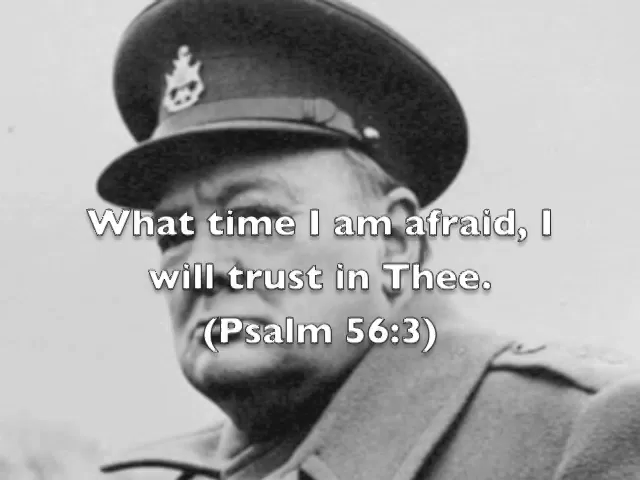 What time I am afraid, I
will trust in Thee.
(Psalm 56:3)